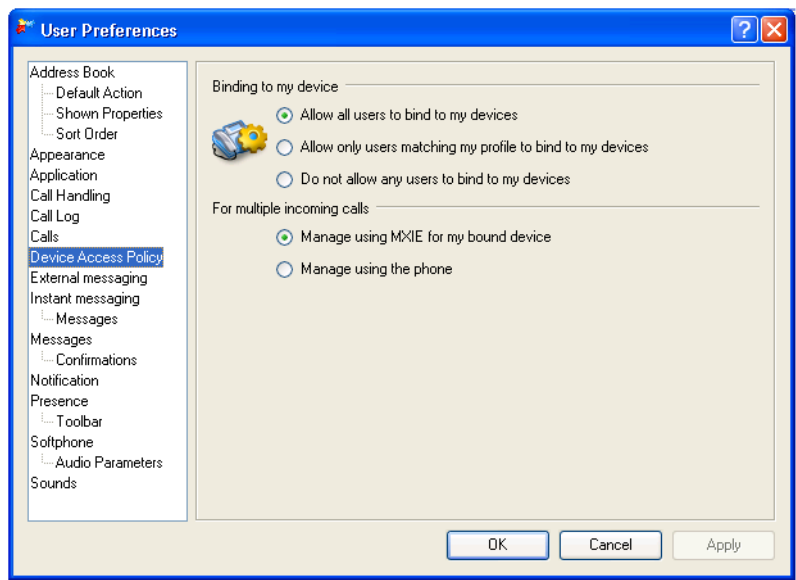 User Preferences
Address Book
Default Action
Shown Properties
Sort Order
Appearance
Application
Call Handling
Call Log
Calls
Device Access Policy
External messaging
Instant messaging
Messages
Messages
Confirmations
Notification
Presence
Toolbar
Softphone
Audio Parameters
Sounds
Binding to my device
Allow all users to bind to my devices
Allow only users matching my profile to bind to my devices
Do not allow any users to bind to my devices
For multiple incoming calls
Manage using MXIE for my bound device
Manage using the phone
OK
Cancel
Apply